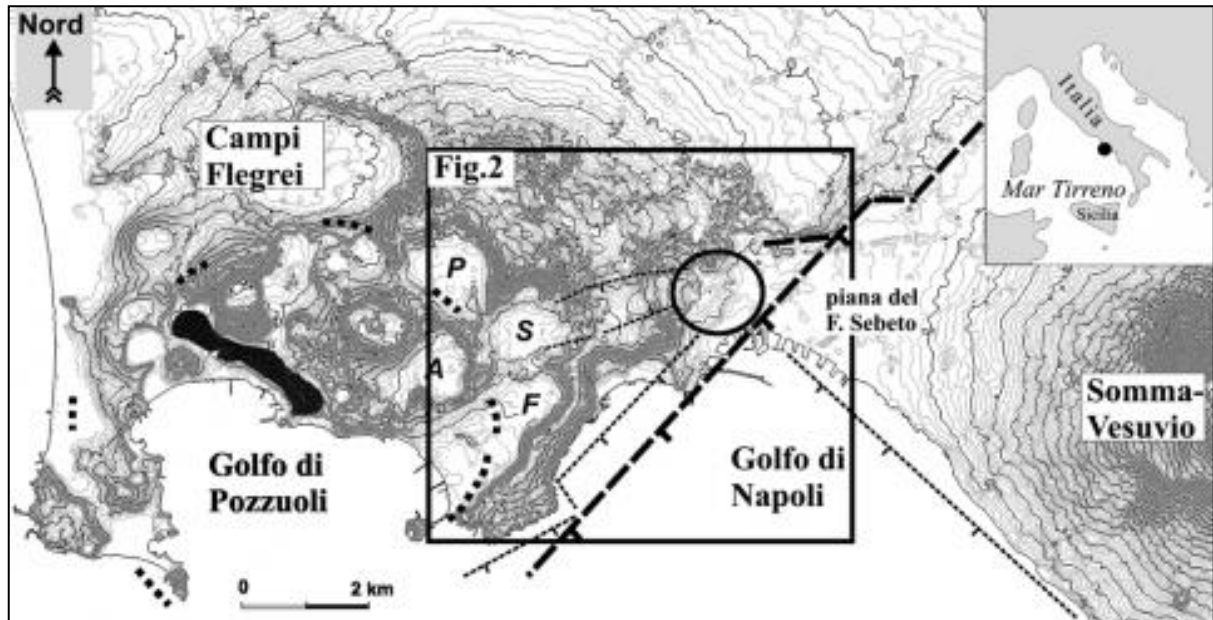 Nord
Campi
Flegrei
Fig.2
Italia
Mar Tirreno
Sicilia
P
S
A
F
piana del
F. Sebeto
Somma-
Vesuvio
Golfo di
Pozzuoli
Golfo di
Napoli
0 2 km